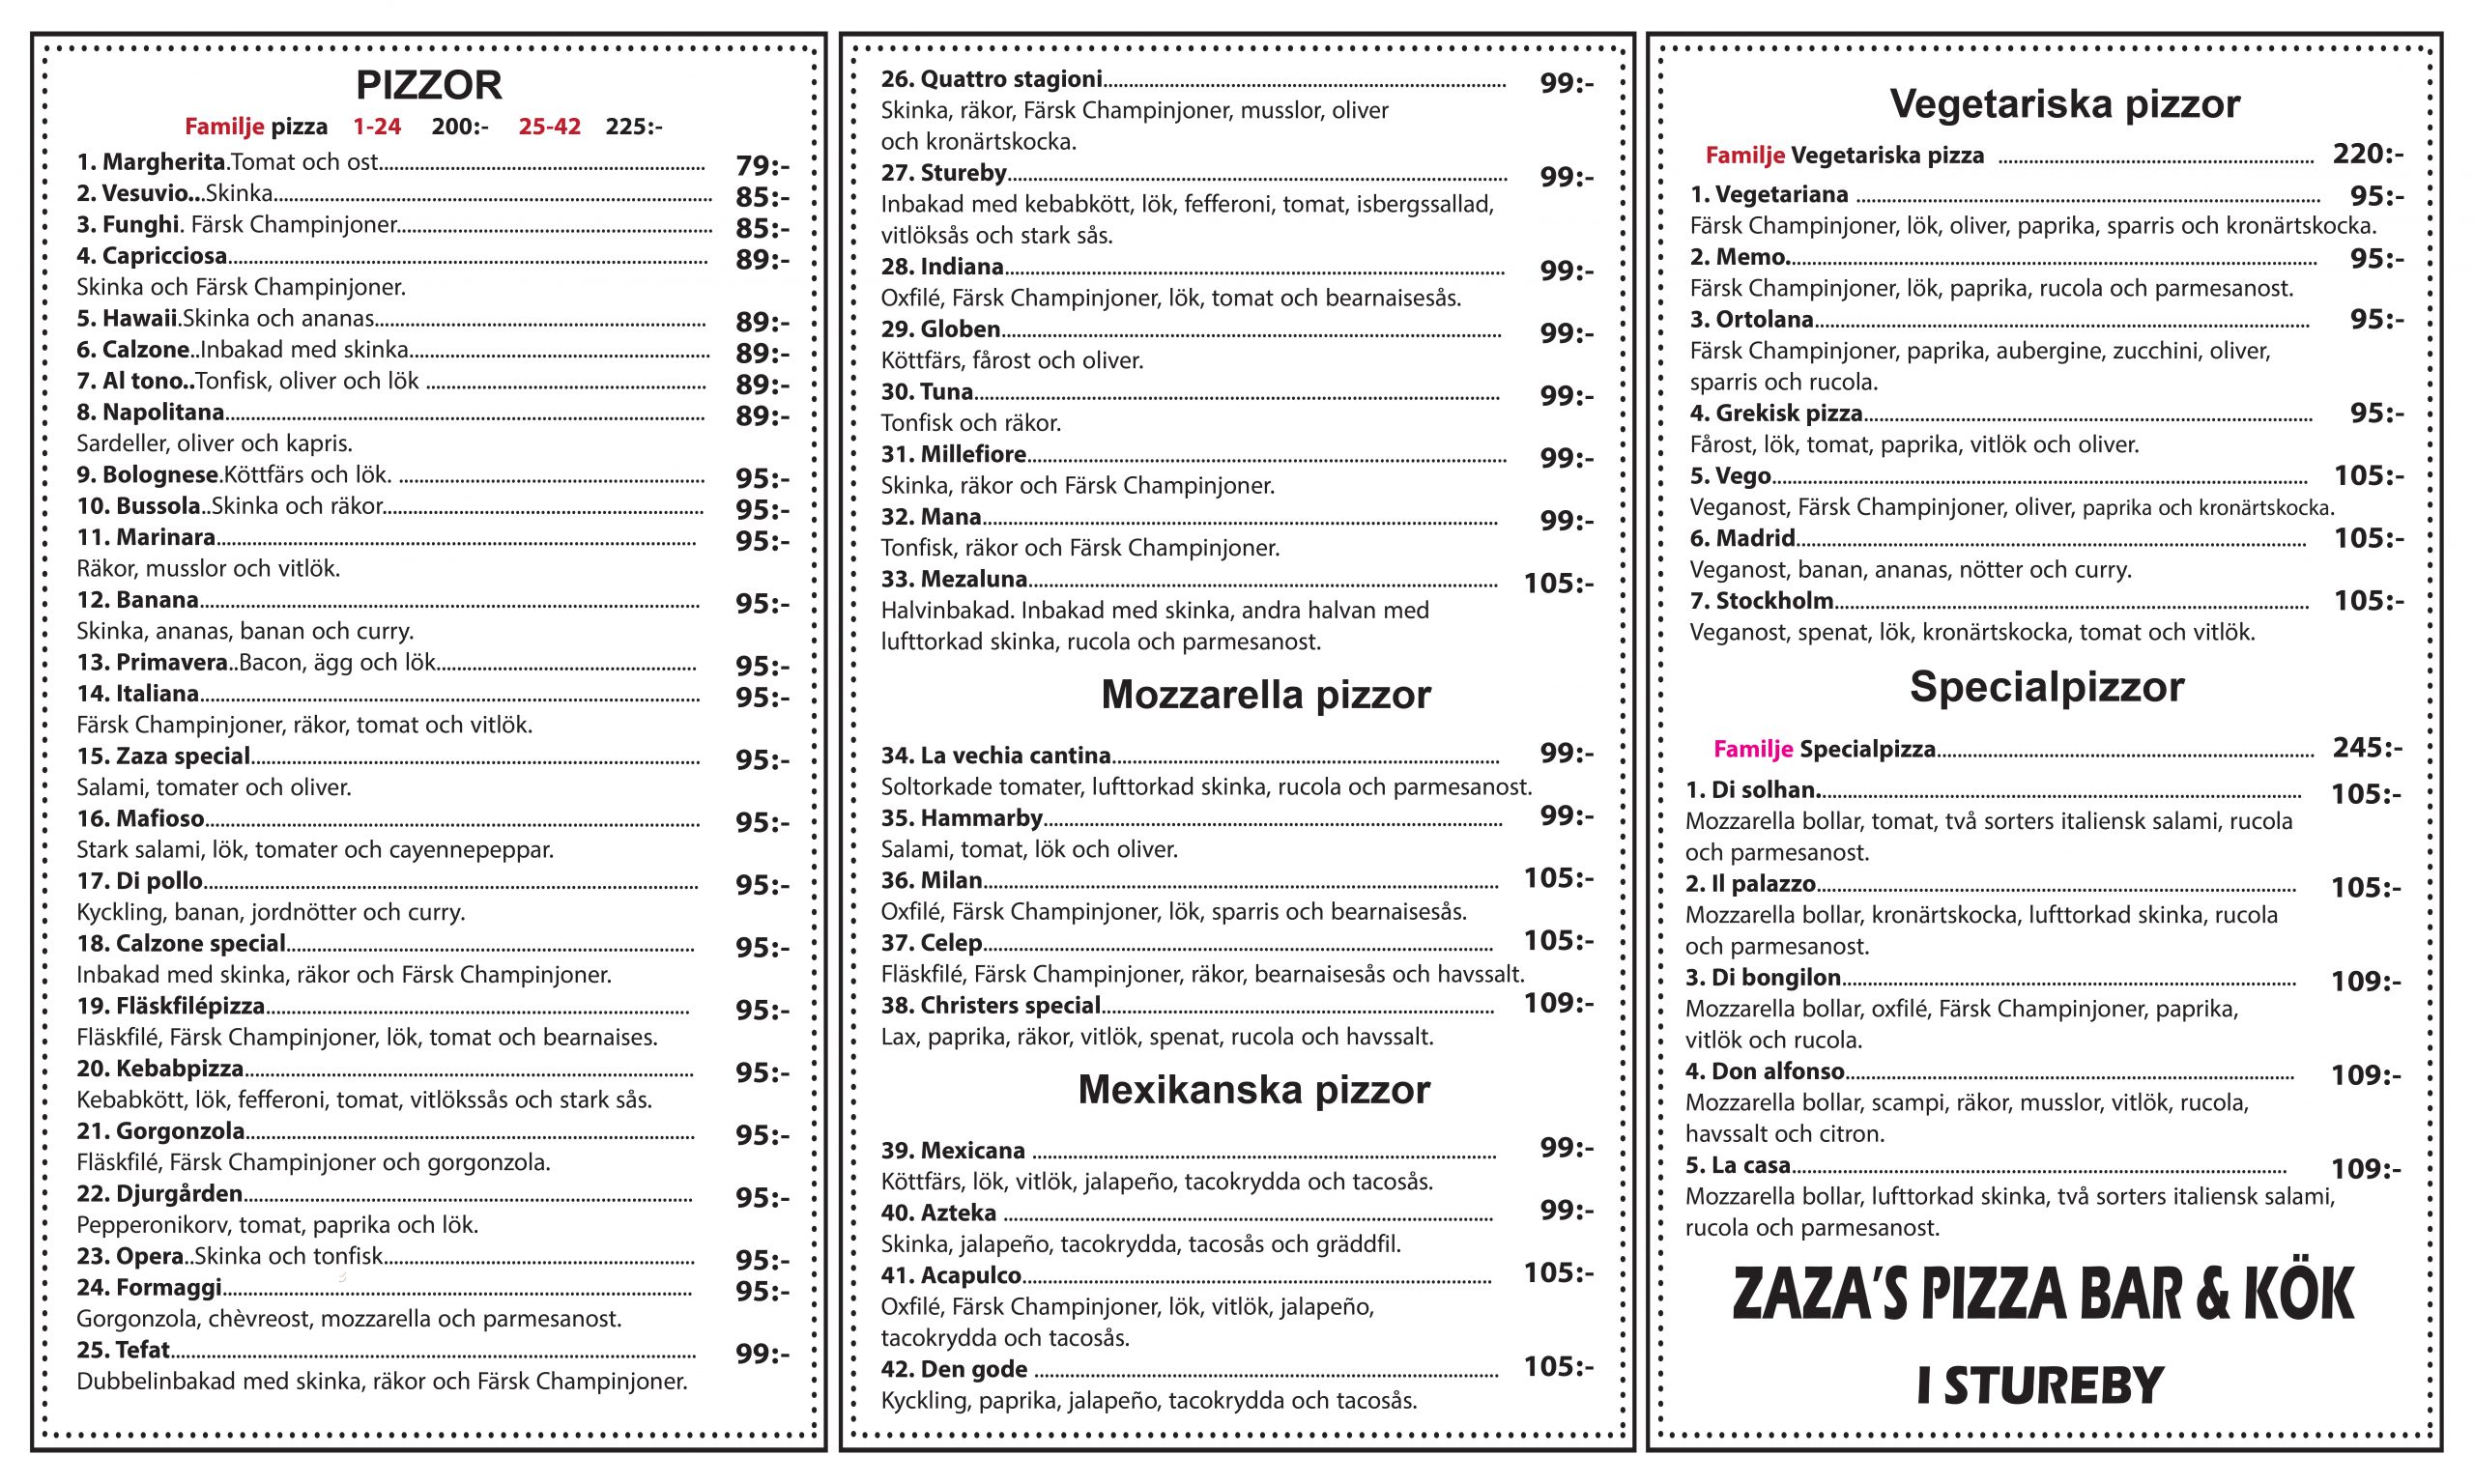 PIZZOR
Familje pizza 1-24 200:- 25-42 225:-
1. Margherita.Tomat och ost 79:-
2. Vesuvio...Skinka 85:-
3. Funghi. Färsk Champinjoner 85:-
4. Capricciosa 89:-
Skinka och Färsk Champinjoner.
5. Hawaii.Skinka och ananas 89:-
6. Calzone..Inbakad med skinka 89:-
7. Al tono..Tonfisk, oliver och lök 89:-
8. Napolitana 89:-
Sardeller, oliver och kapris.
9. Bolognese.Köttfärs och lök. 95:-
10. Bussola..Skinka och räkor 95:-
11. Marinara 95:-
Räkor, musslor och vitlök.
12. Banana 95:-
Skinka, ananas, banan och curry.
13. Primavera..Bacon, ägg och lök 95:-
14. Italiana 95:-
Färsk Champinjoner, räkor, tomat och vitlök.
15. Zaza special 95:-
Salami, tomater och oliver.
16. Mafioso 95:-
Stark salami, lök, tomater och cayennepeppar.
17. Di pollo 95:-
Kyckling, banan, jordnötter och curry.
18. Calzone special 95:-
Inbakad med skinka, räkor och Färsk Champinjoner.
19. Fläskfilépizza 95:-
Fläskfilé, Färsk Champinjoner, lök, tomat och bearnaises.
20. Kebabpizza 95:-
Kebabkött, lök, fefferoni, tomat, vitlökssås och stark sås.
21. Gorgonzola 95:-
Fläskfilé, Färsk Champinjoner och gorgonzola.
22. Djurgården 95:-
Pepperonikorv, tomat, paprika och lök.
23. Opera..Skinka och tonfisk 95:-
24. Formaggi 95:-
Gorgonzola, chèvreost, mozzarella och parmesanost.
25. Tefat 99:-
Dubbelinbakad med skinka, räkor och Färsk Champinjoner.
26. Quattro stagioni 99:-
Skinka, räkor, Färsk Champinjoner, musslor, oliver
och kronärtskocka.
27. Stureby 99:-
Inbakad med kebabkött, lök, fefferoni, tomat, isbergssallad,
vitlöksås och stark sås.
28. Indiana 99:-
Oxfilé, Färsk Champinjoner, lök, tomat och bearnaisesås.
29. Globen 99:-
Köttfärs, fårost och oliver.
30. Tuna 99:-
Tonfisk och räkor.
31. Millefiore 99:-
Skinka, räkor och Färsk Champinjoner.
32. Mana 99:-
Tonfisk, räkor och Färsk Champinjoner.
33. Mezaluna 105:-
Halvinbakad. Inbakad med skinka, andra halvan med
lufttorkad skinka, rucola och parmesanost.
Mozzarella pizzor
34. La vechia cantina 99:-
Soltorkade tomater, lufttorkad skinka, rucola och parmesanost.
35. Hammarby 99:-
Salami, tomat, lök och oliver.
36. Milan 105:-
Oxfilé, Färsk Champinjoner, lök, sparris och bearnaisesås.
37. Celep 105:-
Fläskfilé, Färsk Champinjoner, räkor, bearnaisesås och havssalt.
38. Christers special 109:-
Lax, paprika, räkor, vitlök, spenat, rucola och havssalt.
Mexikanska pizzor
39. Mexicana 99:-
Köttfärs, lök, vitlök, jalapeño, tacokrydda och tacosås.
40. Azteka 99:-
Skinka, jalapeño, tacokrydda, tacosås och gräddfil.
41. Acapulco 105:-
Oxfilé, Färsk Champinjoner, lök, vitlök, jalapeño,
tacokrydda och tacosås.
42. Den gode 105:-
Kyckling, paprika, jalapeño, tacokrydda och tacosås.
Vegetariska pizzor
Familje Vegetariska pizza 220:-
1. Vegetariana 95:-
Färsk Champinjoner, lök, oliver, paprika, sparris och kronärtskocka.
2. Memo. 95:-
Färsk Champinjoner, lök, paprika, rucola och parmesanost.
3. Ortolana 95:-
Färsk Champinjoner, paprika, aubergine, zucchini, oliver,
sparris och rucola.
4. Grekisk pizza 95:-
Fårost, lök, tomat, paprika, vitlök och oliver.
5. Vego 105:-
Veganost, Färsk Champinjoner, oliver, paprika och kronärtskocka.
6. Madrid 105:-
Veganost, banan, ananas, nötter och curry.
7. Stockholm 105:-
Veganost, spenat, lök, kronärtskocka, tomat och vitlök.
Specialpizzor
Familje Specialpizza 245:-
1. Di solhan. 105:-
Mozzarella bollar, tomat, två sorters italiensk salami, rucola
och parmesanost.
2. Il palazzo 105:-
Mozzarella bollar, kronärtskocka, lufttorkad skinka, rucola
och parmesanost.
3. Di bongilon 109:-
Mozzarella bollar, oxfilé, Färsk Champinjoner, paprika,
vitlök och rucola.
4. Don alfonso 109:-
Mozzarella bollar, scampi, räkor, musslor, vitlök, rucola,
havssalt och citron.
5. La casa 109:-
Mozzarella bollar, lufttorkad skinka, två sorters italiensk salami,
rucola och parmesanost.
ZAZA'S PIZZA BAR & KÖK
I STUREBY